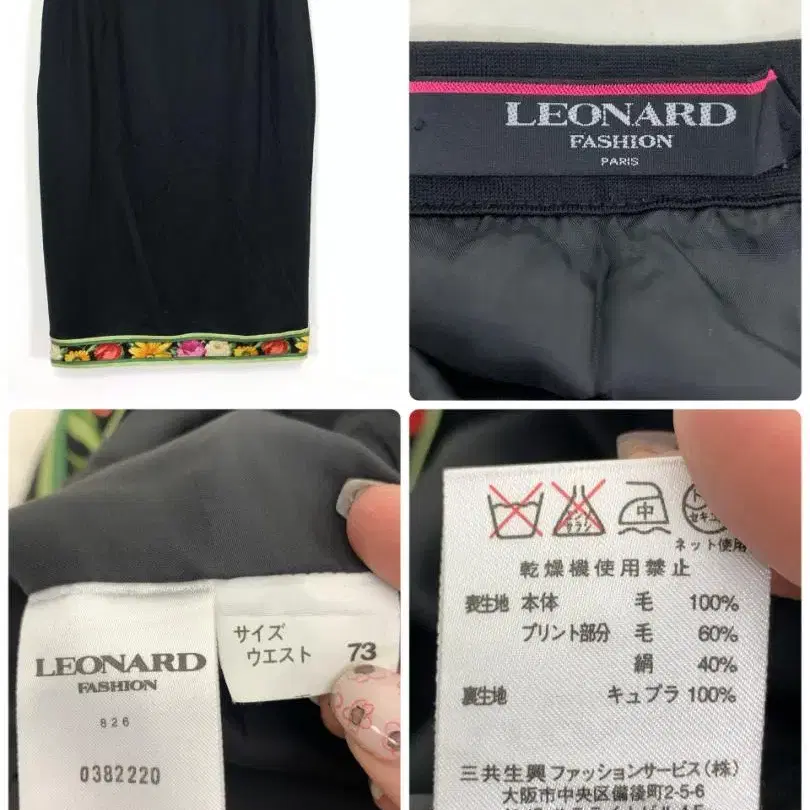 LEONARD
FASHION
PARIS
LEONARD
FASHION
826
0382220
サイズ
ウエスト 73
中
ネット使用
乾燥機使用禁止
表生地 本体 毛 100%
プリント部分 毛 60%
絹 40%
裏生地 キュプラ 100%
三共生興ファッションサービス(株)
大阪市中央区備後町2-5-6